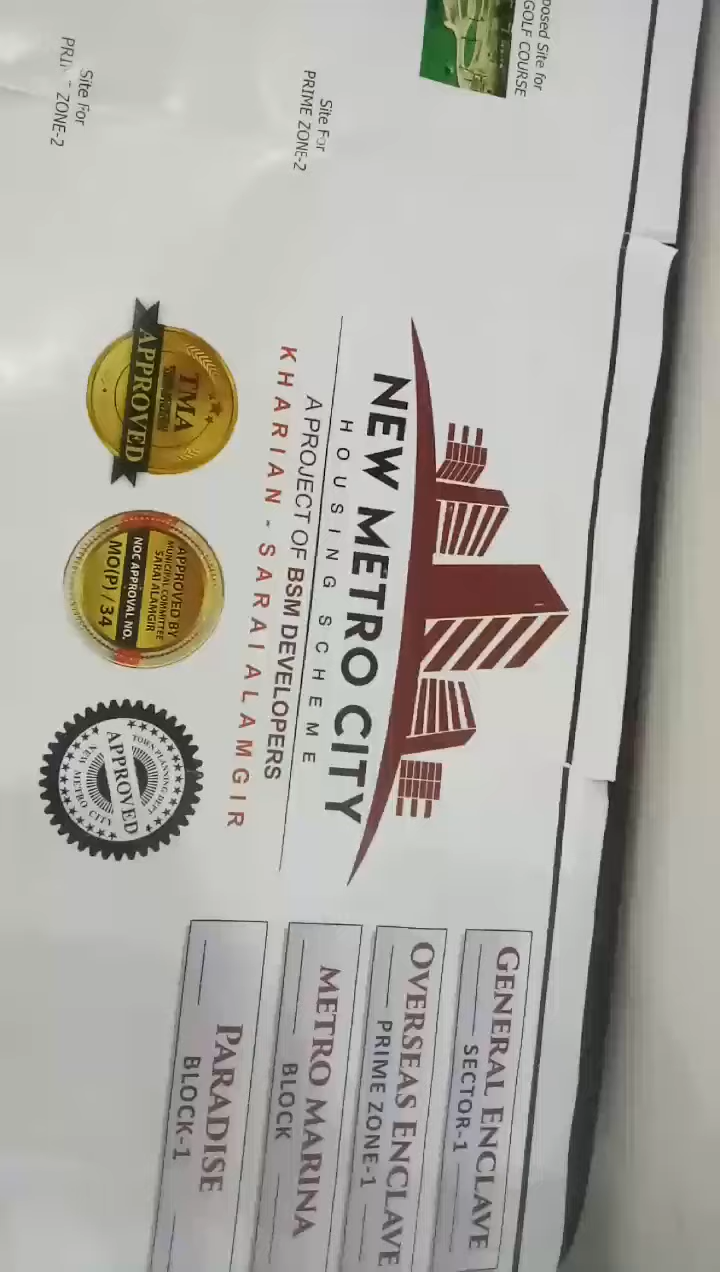 posed Site for
GOLF COURSE
Site For
PRIME ZONE-2
Site For
ZONE-2
NEW METRO CITY
HOUSING SCHEME
A PROJECT OF BSM DEVELOPERS
KHARIAN - SARAI ALAMGIR
TMA
APPROVED
APPROVED BY
MUNICIPAL COMMITTEE
SARAI ALAMGIR
NOC APPROVAL NO.
MO(P) / 34
TOWN PLANNING DEPT
APPROVED
NEW METRO CITY
GENERAL ENCLAVE
SECTOR-1
OVERSEAS ENCLAVE
PRIME ZONE-1
METRO MARINA
BLOCK
PARADISE
BLOCK-1